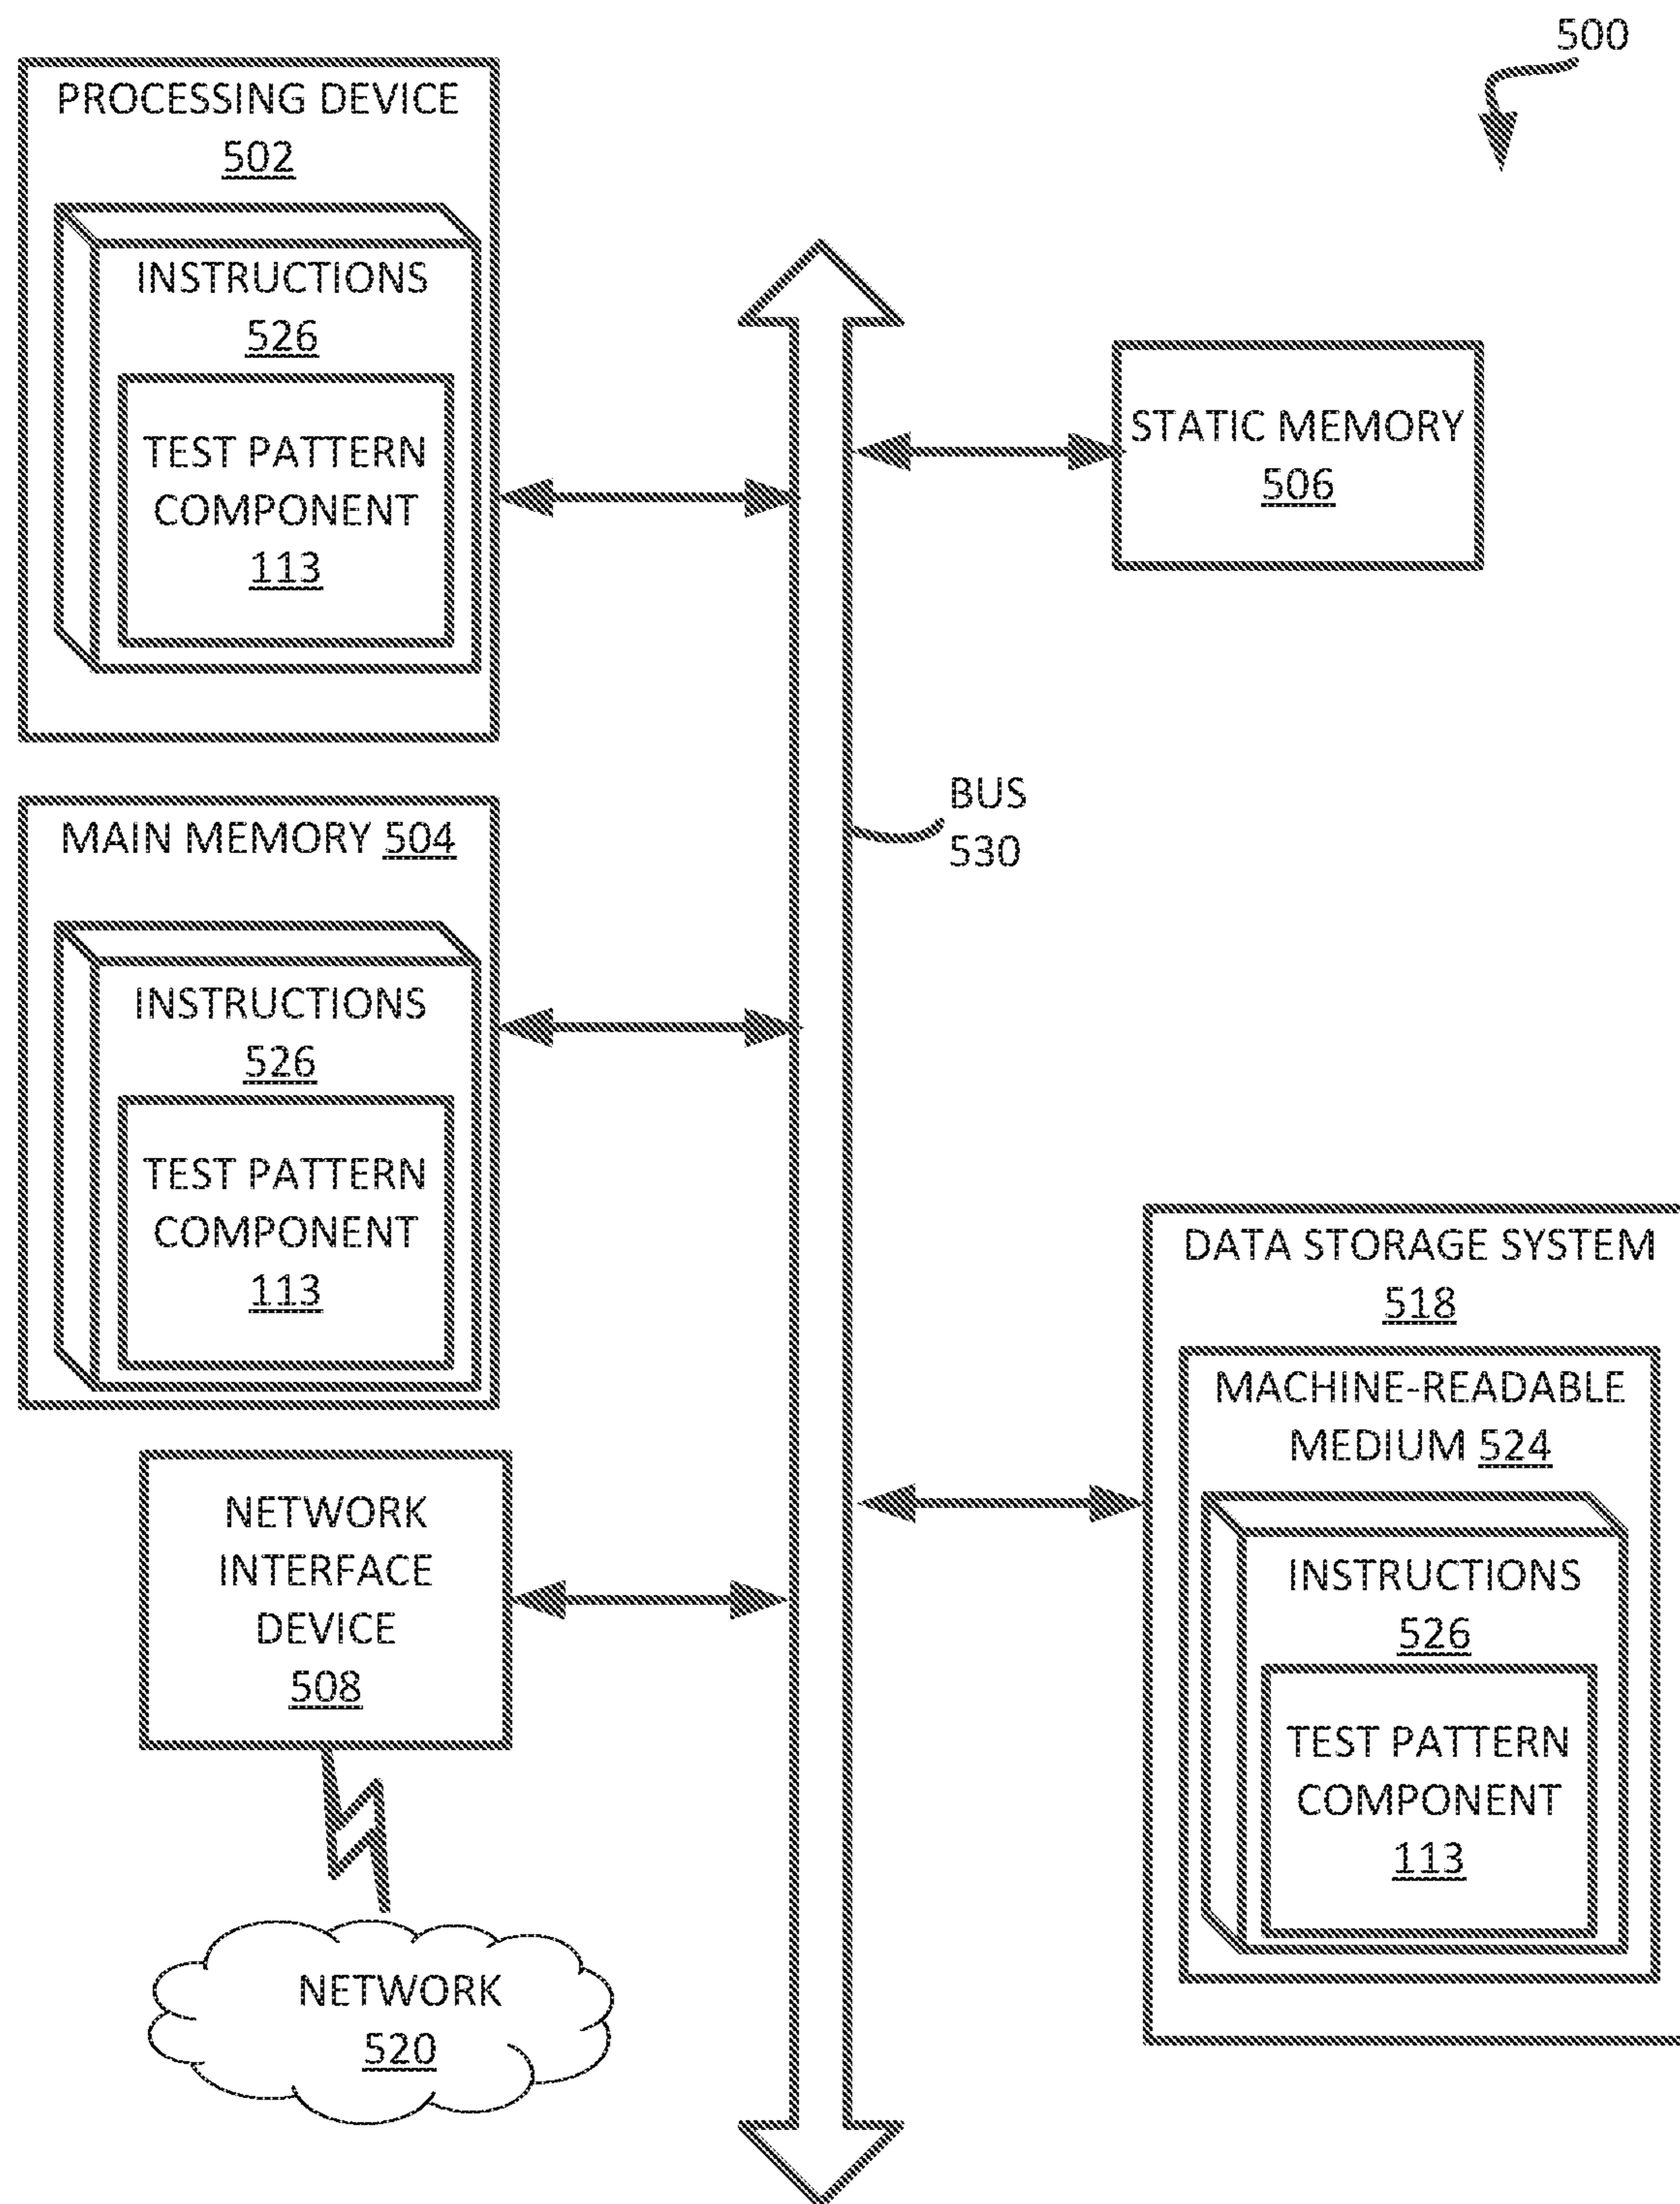 500
PROCESSING DEVICE
502
INSTRUCTIONS
526
TEST PATTERN
COMPONENT
113
STATIC MEMORY
506
BUS
530
MAIN MEMORY 504
INSTRUCTIONS
526
TEST PATTERN
COMPONENT
113
DATA STORAGE SYSTEM
518
MACHINE-READABLE
MEDIUM 524
INSTRUCTIONS
526
TEST PATTERN
COMPONENT
113
NETWORK
INTERFACE
DEVICE
508
NETWORK
520